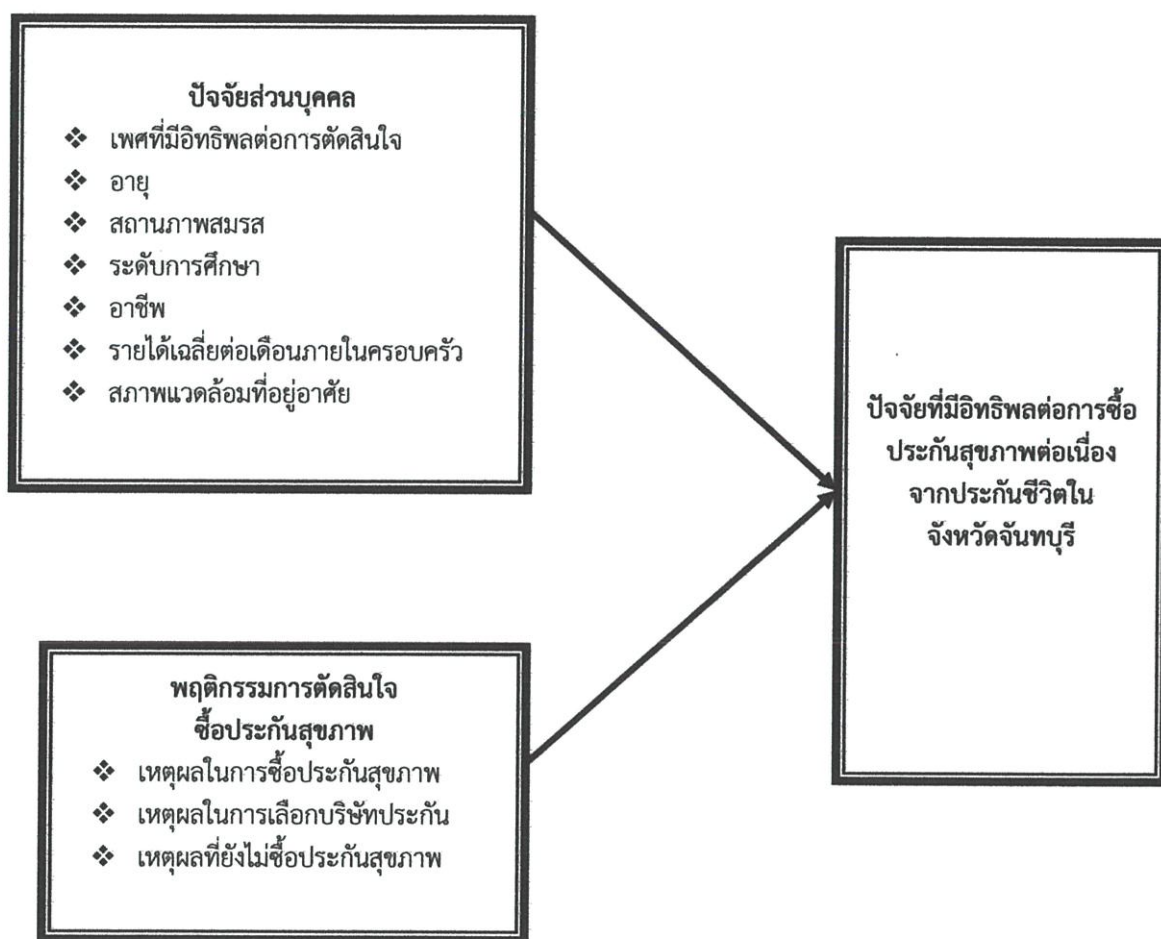 ปัจจัยส่วนบุคคล
❖ เพศที่มีอิทธิพลต่อการตัดสินใจ
❖ อายุ
❖ สถานภาพสมรส
❖ ระดับการศึกษา
❖ อาชีพ
❖ รายได้เฉลี่ยต่อเดือนภายในครอบครัว
❖ สภาพแวดล้อมที่อยู่อาศัย
พฤติกรรมการตัดสินใจ
ซื้อประกันสุขภาพ
❖ เหตุผลในการซื้อประกันสุขภาพ
❖ เหตุผลในการเลือกบริษัทประกัน
❖ เหตุผลที่ยังไม่ซื้อประกันสุขภาพ
ปัจจัยที่มีอิทธิพลต่อการซื้อ
ประกันสุขภาพต่อเนื่อง
จากประกันชีวิตใน
จังหวัดจันทบุรี